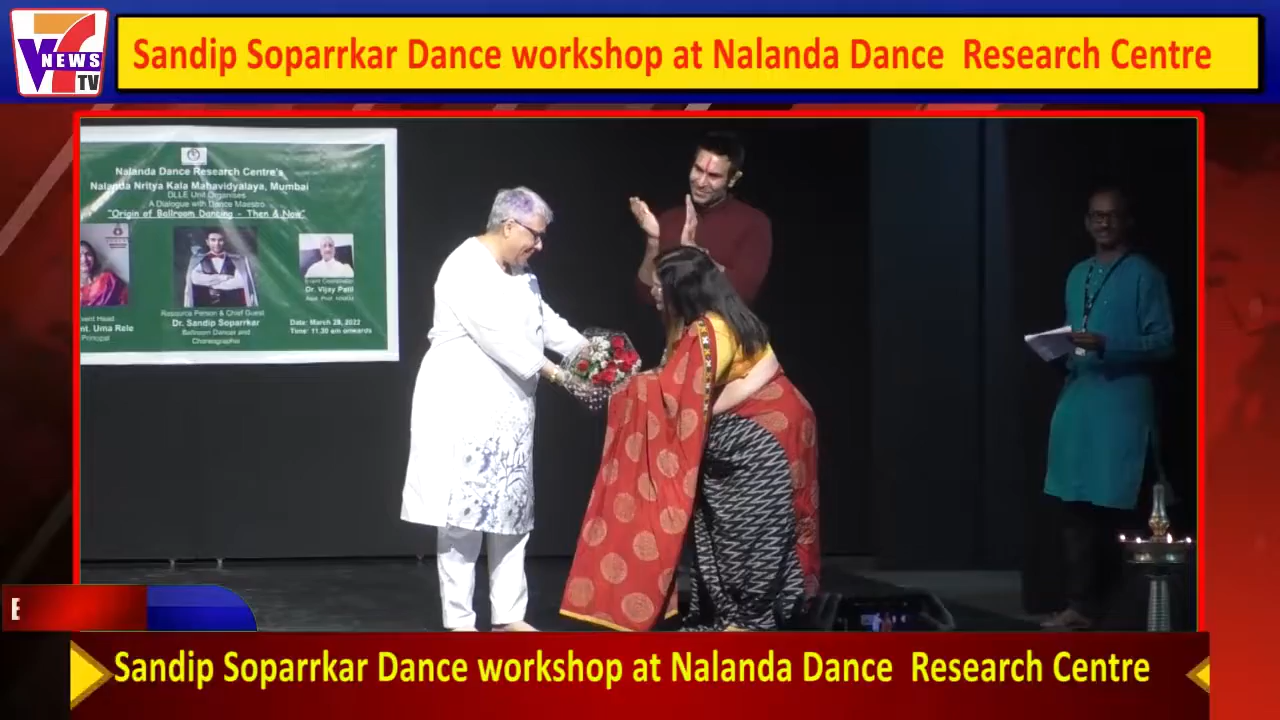 V7
NEWS
TV
Sandip Soparrkar Dance workshop at Nalanda Dance Research Centre
Nalanda Dance Research Centre's
Nalanda Nritya Kala Mahavidyalaya, Mumbai
DLLE Unit Organises
A Dialogue with Dance Maestro
"Origin of Ballroom Dancing - Then & Now"
Resource Person & Chief Guest
Dr. Sandip Soparrkar
Ballroom Dancer and
Choreographer
Dr. Vijay Patil
Date: March 28, 2022
Time: 11.30 am onwards
Uma Rele
E
Sandip Soparrkar Dance workshop at Nalanda Dance Research Centre